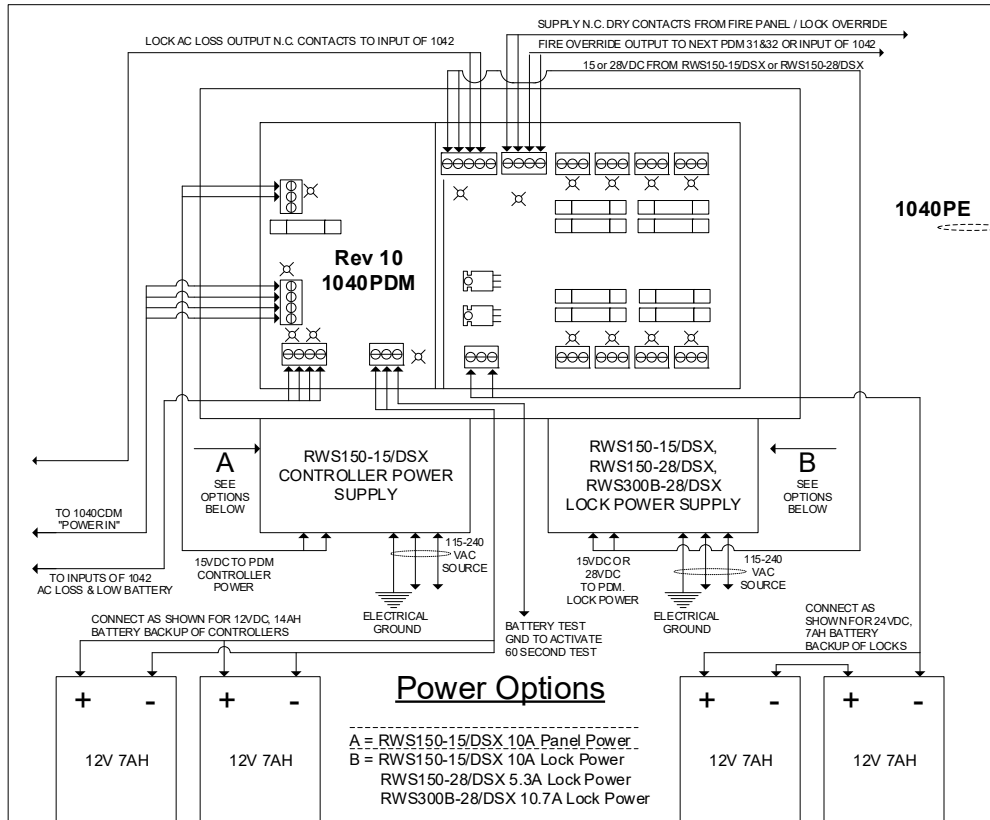 SUPPLY N.C. DRY CONTACTS FROM FIRE PANEL / LOCK OVERRIDE
LOCK AC LOSS OUTPUT N.C. CONTACTS TO INPUT OF 1042
FIRE OVERRIDE OUTPUT TO NEXT PDM 31&32 OR INPUT OF 1042
15 or 28VDC FROM RWS150-15/DSX or RWS150-28/DSX
1040PE
Rev 10
1040PDM
A
SEE
OPTIONS
BELOW
RWS150-15/DSX
CONTROLLER POWER
SUPPLY
RWS150-15/DSX,
RWS150-28/DSX,
RWS300B-28/DSX
LOCK POWER SUPPLY
B
SEE
OPTIONS
BELOW
TO 1040CDM
"POWER IN"
15VDC TO PDM
CONTROLLER
POWER
115-240
VAC
SOURCE
15VDC OR
28VDC
TO PDM.
LOCK POWER
115-240
VAC
SOURCE
TO INPUTS OF 1042
AC LOSS & LOW BATTERY
ELECTRICAL
GROUND
ELECTRICAL
GROUND
CONNECT AS SHOWN FOR 12VDC, 14AH
BATTERY BACKUP OF CONTROLLERS
BATTERY TEST
GND TO ACTIVATE
60 SECOND TEST
CONNECT AS
SHOWN FOR 24VDC,
7AH BATTERY
BACKUP OF LOCKS
+ -
12V 7AH
+ -
12V 7AH
Power Options
A = RWS150-15/DSX 10A Panel Power
B = RWS150-15/DSX 10A Lock Power
RWS150-28/DSX 5.3A Lock Power
RWS300B-28/DSX 10.7A Lock Power
+ -
12V 7AH
+ -
12V 7AH